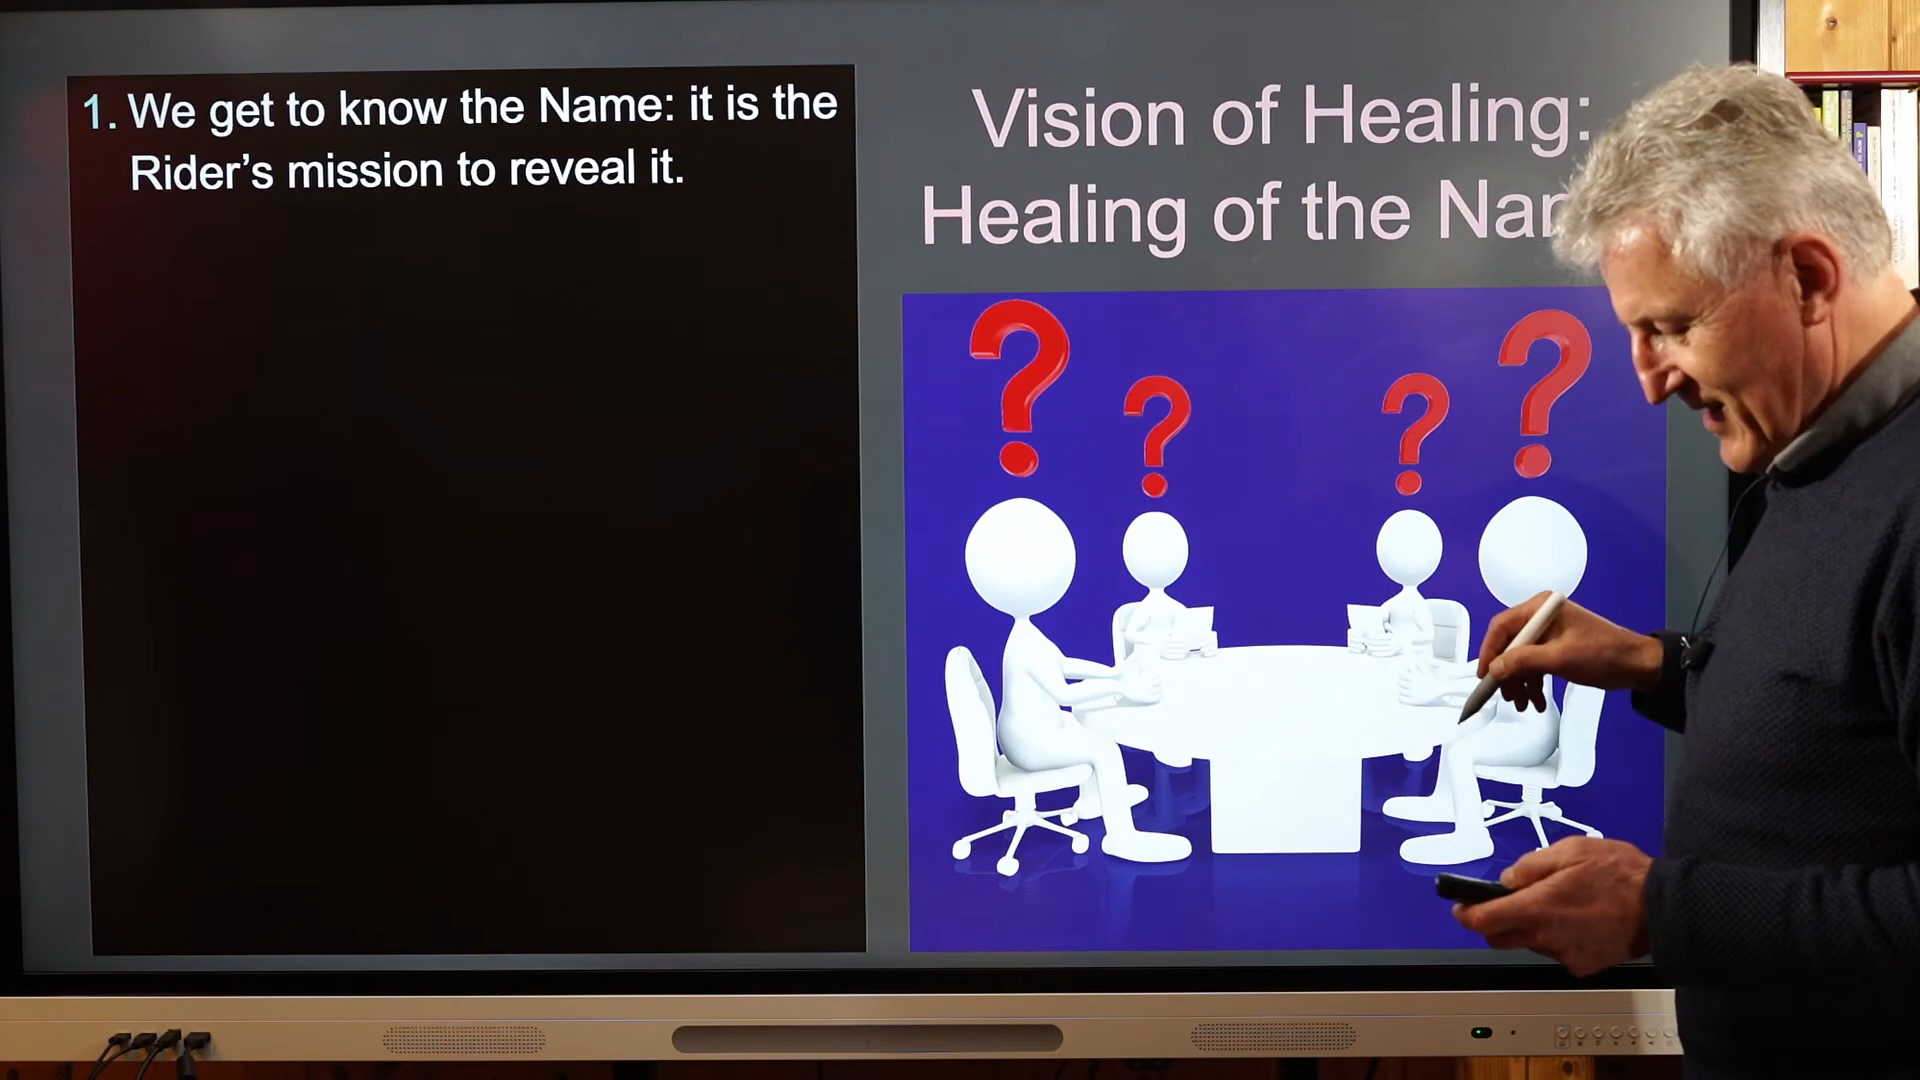 1. We get to know the Name: it is the
Rider's mission to reveal it.
Vision of Healing:
Healing of the